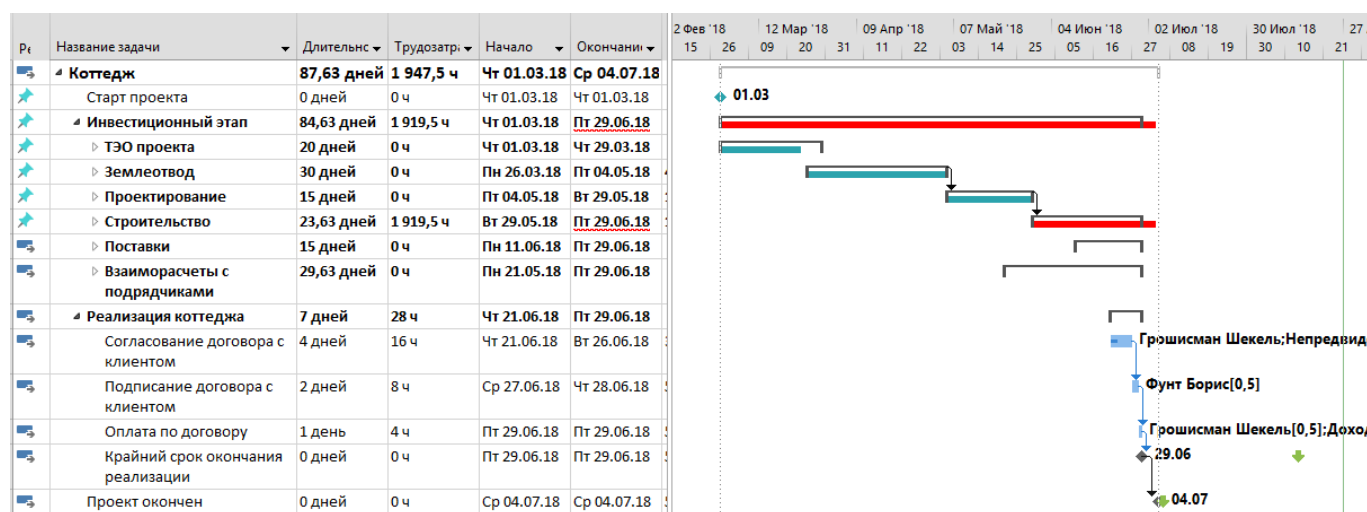 2 Фев '18 12 Мар '18 09 Апр '18 07 Май '18 04 Июн '18 02 Июл '18 30 Июл '18 27
Ре Название задачи Длительнс Трудозатра Начало Окончани 15 26 09 20 31 11 22 03 14 25 05 16 27 08 19 30 10 21
Коттедж 87,63 дней 1 947,5 ч Чт 01.03.18 Ср 04.07.18
Старт проекта 0 дней 0 ч Чт 01.03.18 Чт 01.03.18 01.03
Инвестиционный этап 84,63 дней 1 919,5 ч Чт 01.03.18 Пт 29.06.18
ТЭО проекта 20 дней 0 ч Чт 01.03.18 Чт 29.03.18
Землеотвод 30 дней 0 ч Пн 26.03.18 Пт 04.05.18
Проектирование 15 дней 0 ч Пт 04.05.18 Вт 29.05.18
Строительство 23,63 дней 1 919,5 ч Вт 29.05.18 Пт 29.06.18
Поставки 15 дней 0 ч Пн 11.06.18 Пт 29.06.18
Взаиморасчеты с 29,63 дней 0 ч Пн 21.05.18 Пт 29.06.18
подрядчиками
Реализация коттеджа 7 дней 28 ч Чт 21.06.18 Пт 29.06.18
Согласование договора с 4 дней 16 ч Чт 21.06.18 Вт 26.06.18 Грошисман Шекель;Непредвид
клиентом
Подписание договора с 2 дней 8 ч Ср 27.06.18 Чт 28.06.18 Фунт Борис[0,5]
клиентом
Оплата по договору 1 день 4 ч Пт 29.06.18 Пт 29.06.18 Грошисман Шекель[0,5];Доход
Крайний срок окончания 0 дней 0 ч Пт 29.06.18 Пт 29.06.18 29.06
реализации
Проект окончен 0 дней 0 ч Ср 04.07.18 Ср 04.07.18 04.07